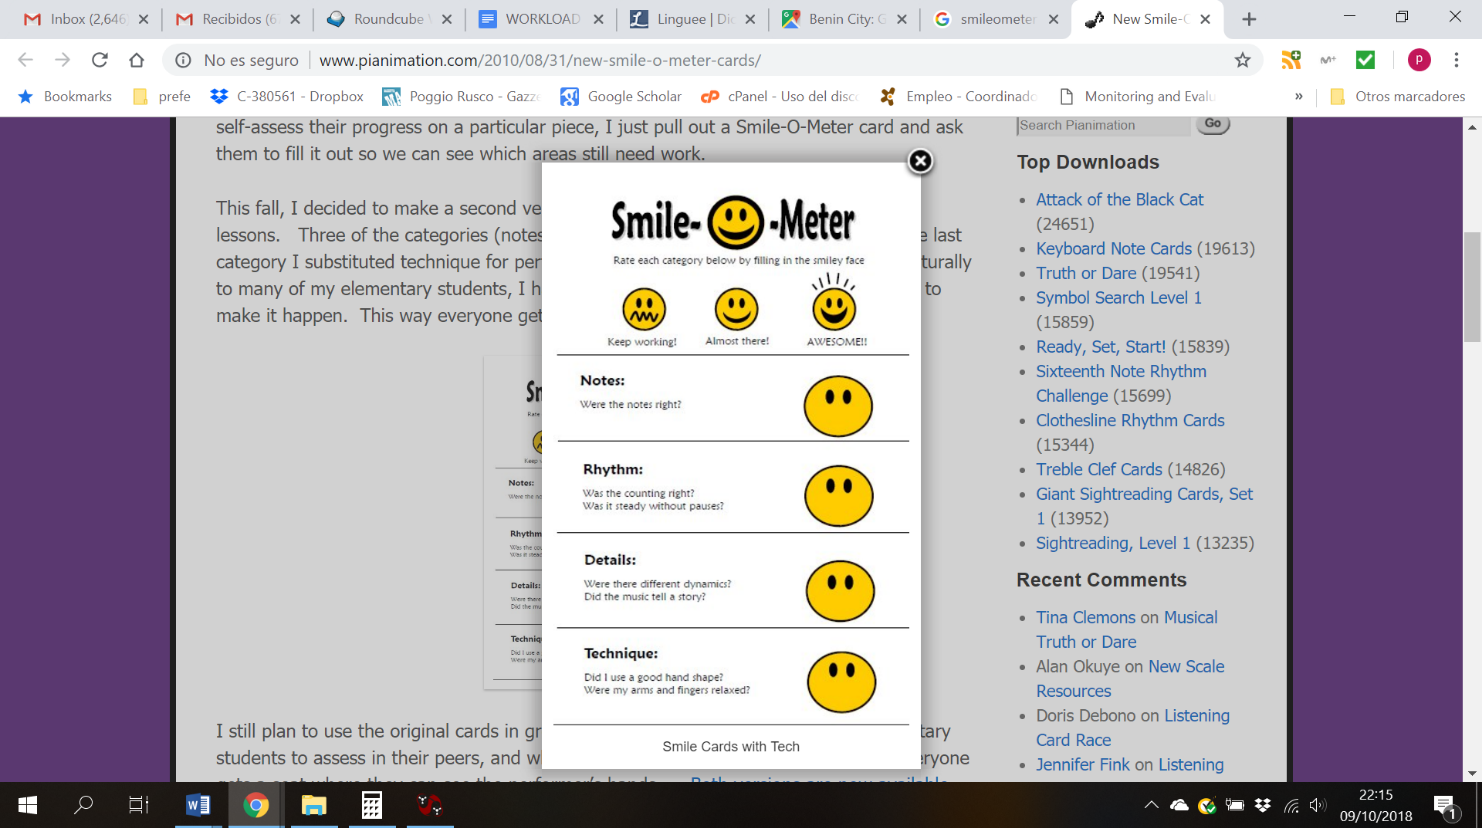 Inbox (2,646)
Recibidos (6
Roundcube
WORKLOAD
Linguee | Di
Benin City: G
smileometer
New Smile-O
No es seguro | www.pianimation.com/2010/08/31/new-smile-o-meter-cards/
Bookmarks
prefe
C-380561 - Dropbox
Poggio Rusco - Gazz
Google Scholar
cPanel - Uso del disc
Empleo - Coordinad
Monitoring and Evalu
»
Otros marcadores
self-assess their progress on a particular piece, I just pull out a Smile-O-Meter card and ask
them to fill it out so we can see which areas still need work.
This fall, I decided to make a second ve
lessons. Three of the categories (notes
e last
category I substituted technique for per
turally
to many of my elementary students, I h
to
make it happen. This way everyone get
Smile-O-Meter
Rate each category below by filling in the smiley face
Keep working!
Almost there!
AWESOME!!
Notes:
Were the notes right?
Rhythm:
Was the counting right?
Was it steady without pauses?
Details:
Were there different dynamics?
Did the music tell a story?
Technique:
Did I use a good hand shape?
Were my arms and fingers relaxed?
Smile Cards with Tech
Notes:
Rhythm
Details:
Techniq
I still plan to use the original cards in gr
tary
students to assess in their peers, and w
eryone
Search Pianimation
Go
Top Downloads
Attack of the Black Cat
(24651)
Keyboard Note Cards (19613)
Truth or Dare (19541)
Symbol Search Level 1
(15859)
Ready, Set, Start! (15839)
Sixteenth Note Rhythm
Challenge (15699)
Clothesline Rhythm Cards
(15344)
Treble Clef Cards (14826)
Giant Sightreading Cards, Set
1 (13952)
Sightreading, Level 1 (13235)
Recent Comments
Tina Clemons on Musical
Truth or Dare
Alan Okuye on New Scale
Resources
Doris Debono on Listening
Card Race
Jennifer Fink on Listening
22:15
09/10/2018
1